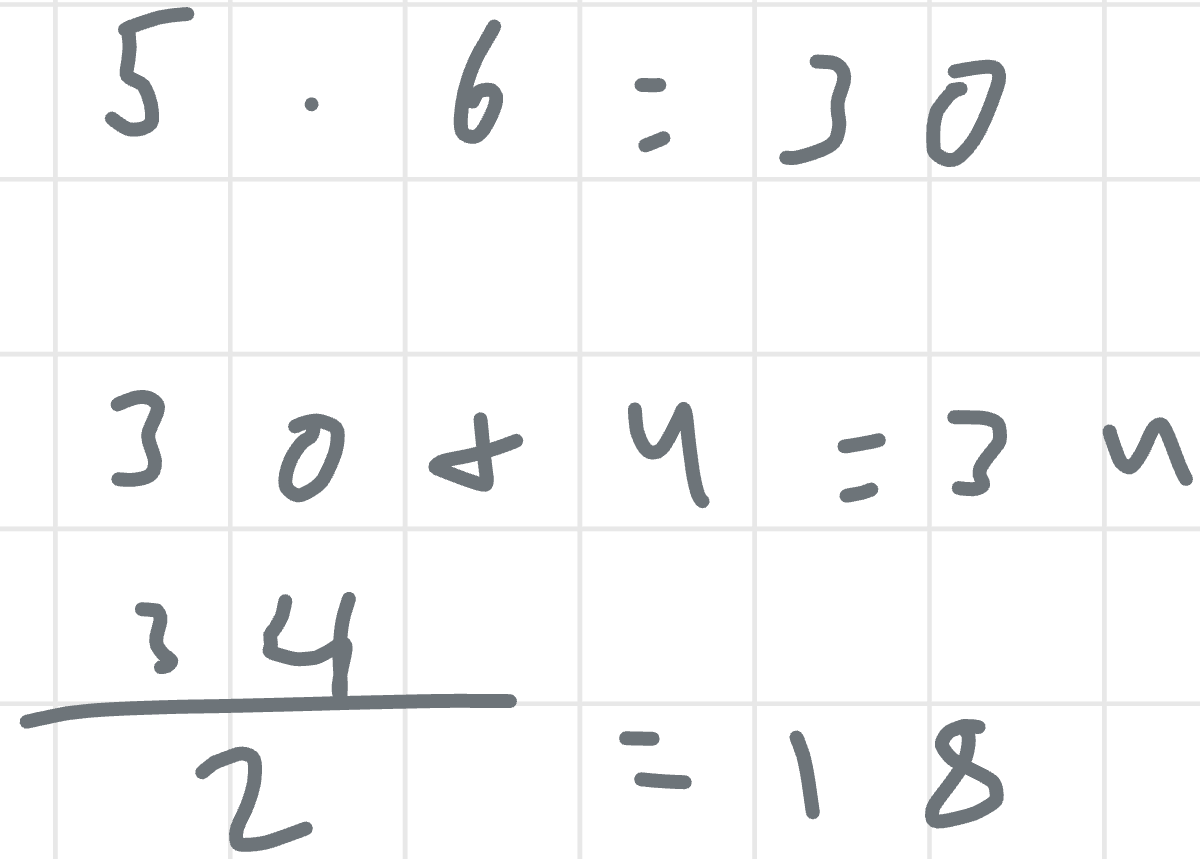 5 · 6 = 30
30 + 4 = 34
34
2 = 18